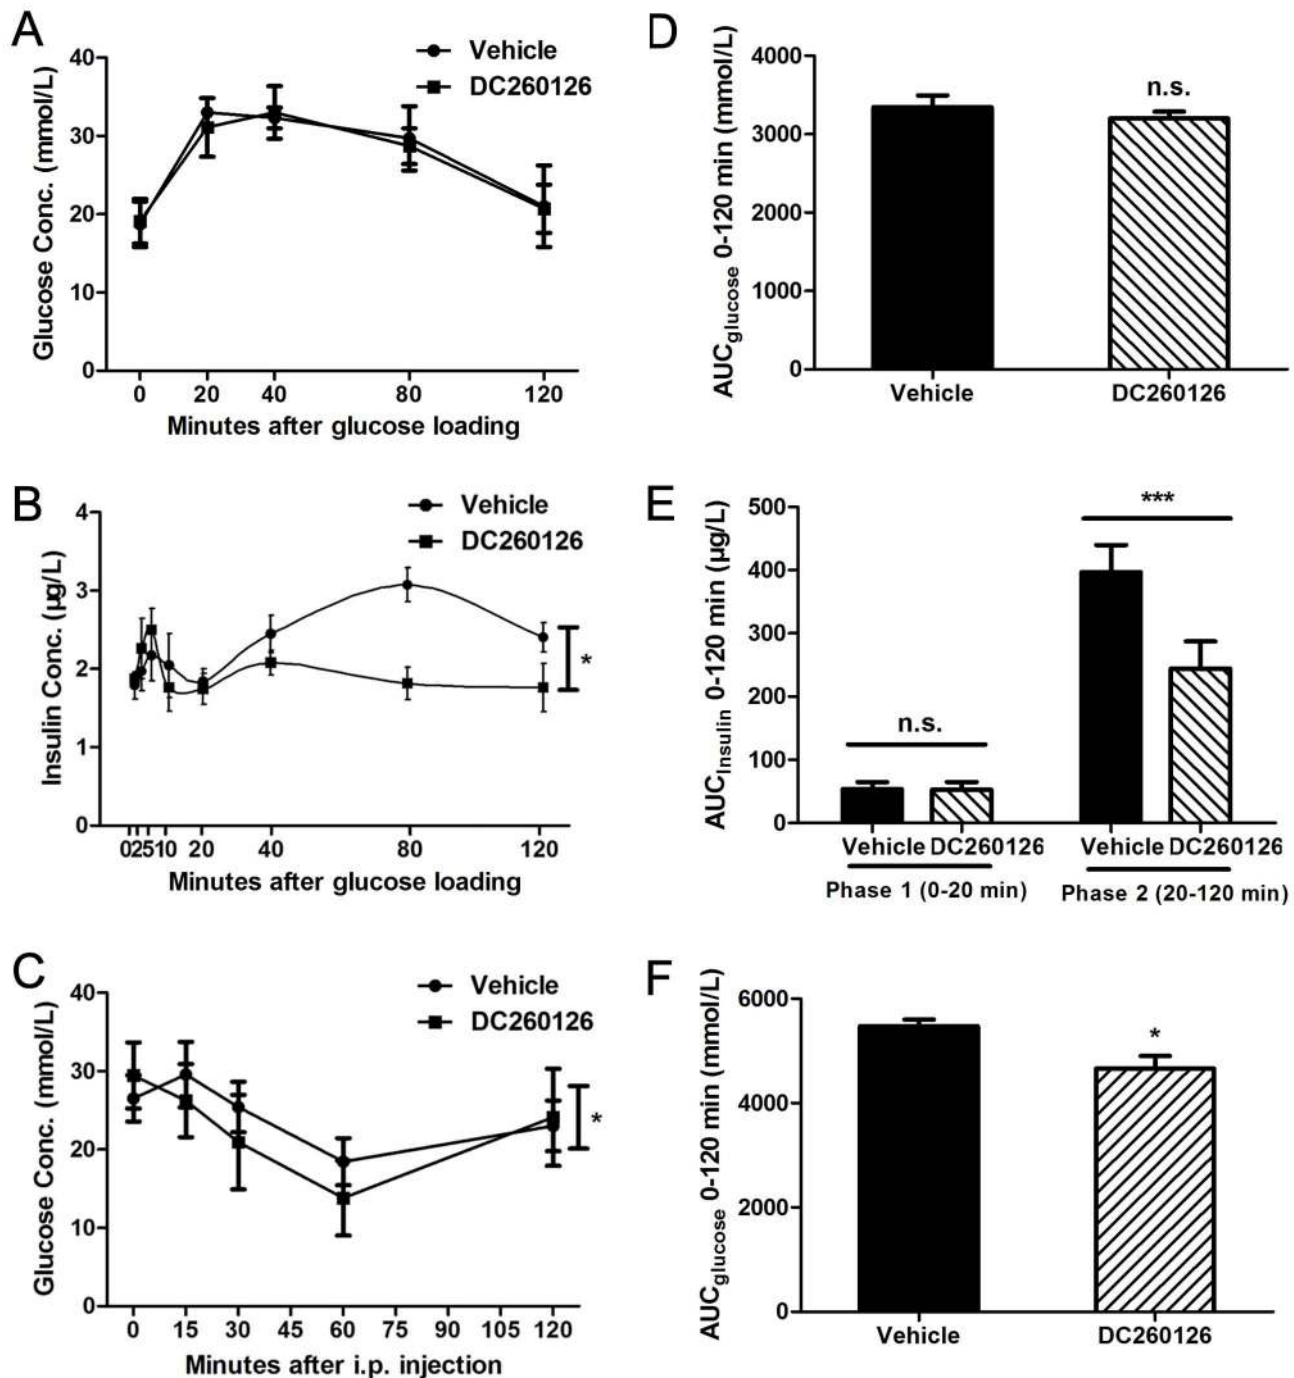 A
Glucose Conc. (mmol/L)
40
30
20
10
0
Vehicle
DC260126
0 20 40 80 120
Minutes after glucose loading
D
AUCglucose 0-120 min (mmol/L)
4000
3000
2000
1000
0
n.s.
Vehicle DC260126
B
Insulin Conc. (µg/L)
4
3
2
1
0
Vehicle
DC260126
*
0 2 5 10 20 40 80 120
Minutes after glucose loading
E
AUCInsulin 0-120 min (µg/L)
500
400
300
200
100
0
n.s.
***
Vehicle DC260126 Vehicle DC260126
Phase 1 (0-20 min) Phase 2 (20-120 min)
C
Glucose Conc. (mmol/L)
40
30
20
10
0
Vehicle
DC260126
*
0 15 30 45 60 75 90 105 120
Minutes after i.p. injection
F
AUCglucose 0-120 min (mmol/L)
6000
4000
2000
0
*
Vehicle DC260126